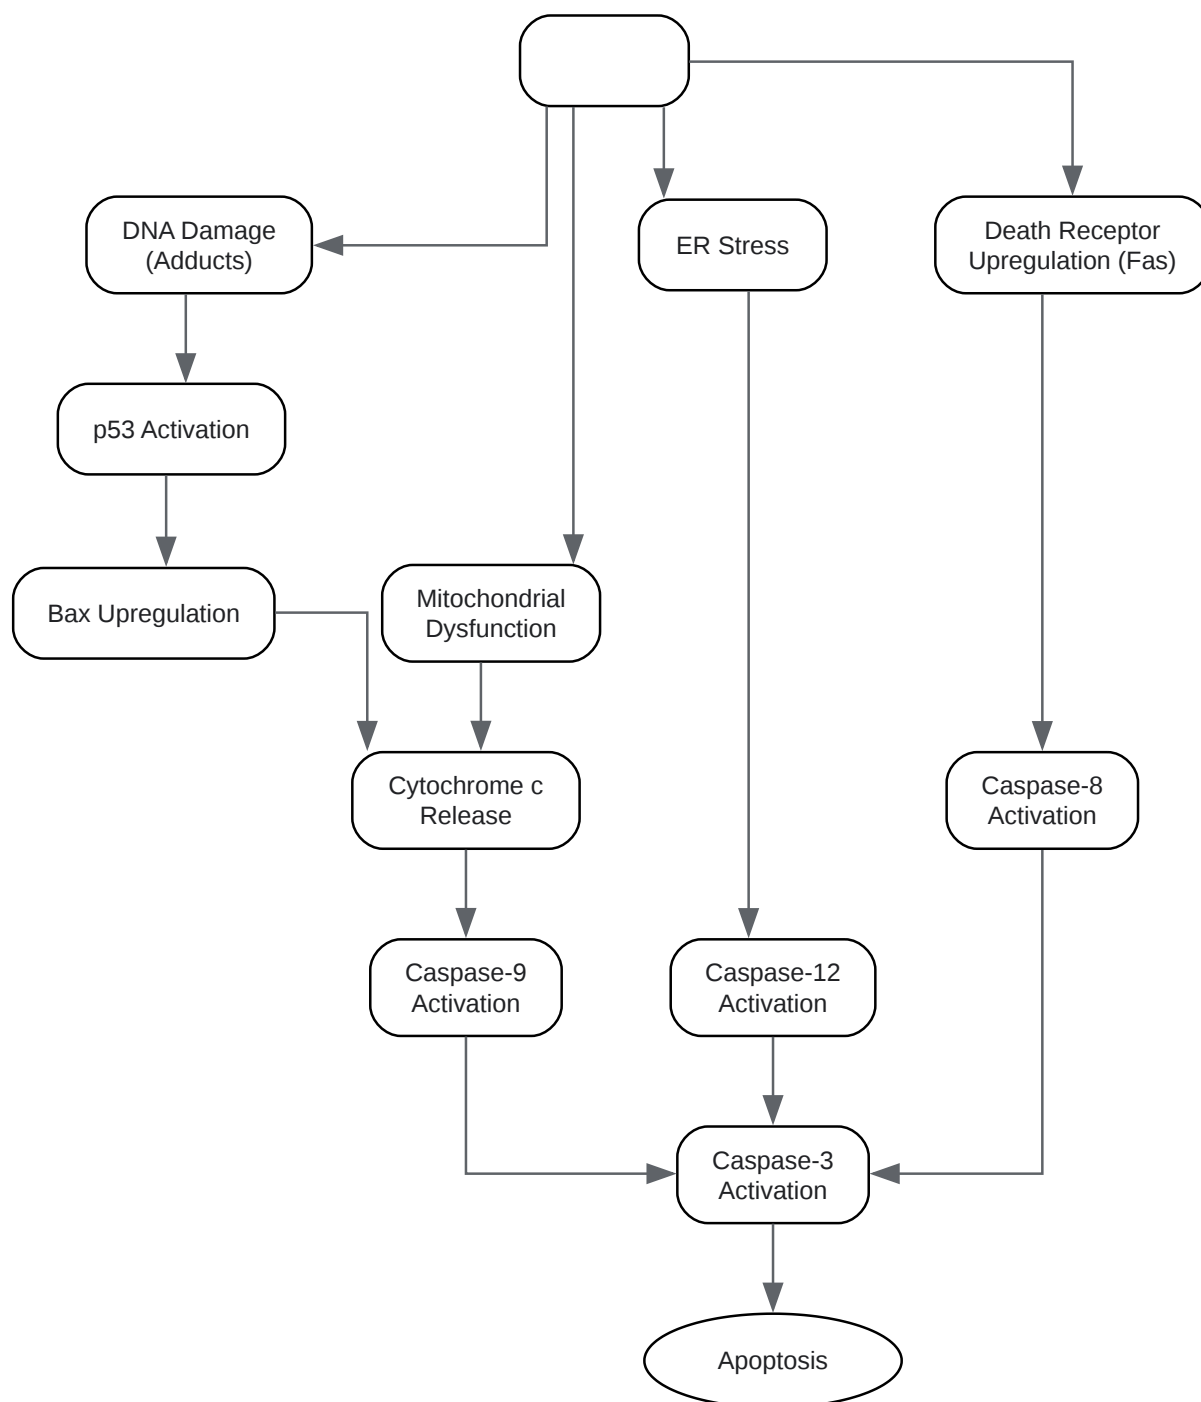 DNA Damage
(Adducts)
ER Stress
Death Receptor
Upregulation (Fas)
p53 Activation
Bax Upregulation
Mitochondrial
Dysfunction
Cytochrome c
Release
Caspase-8
Activation
Caspase-9
Activation
Caspase-12
Activation
Caspase-3
Activation
Apoptosis